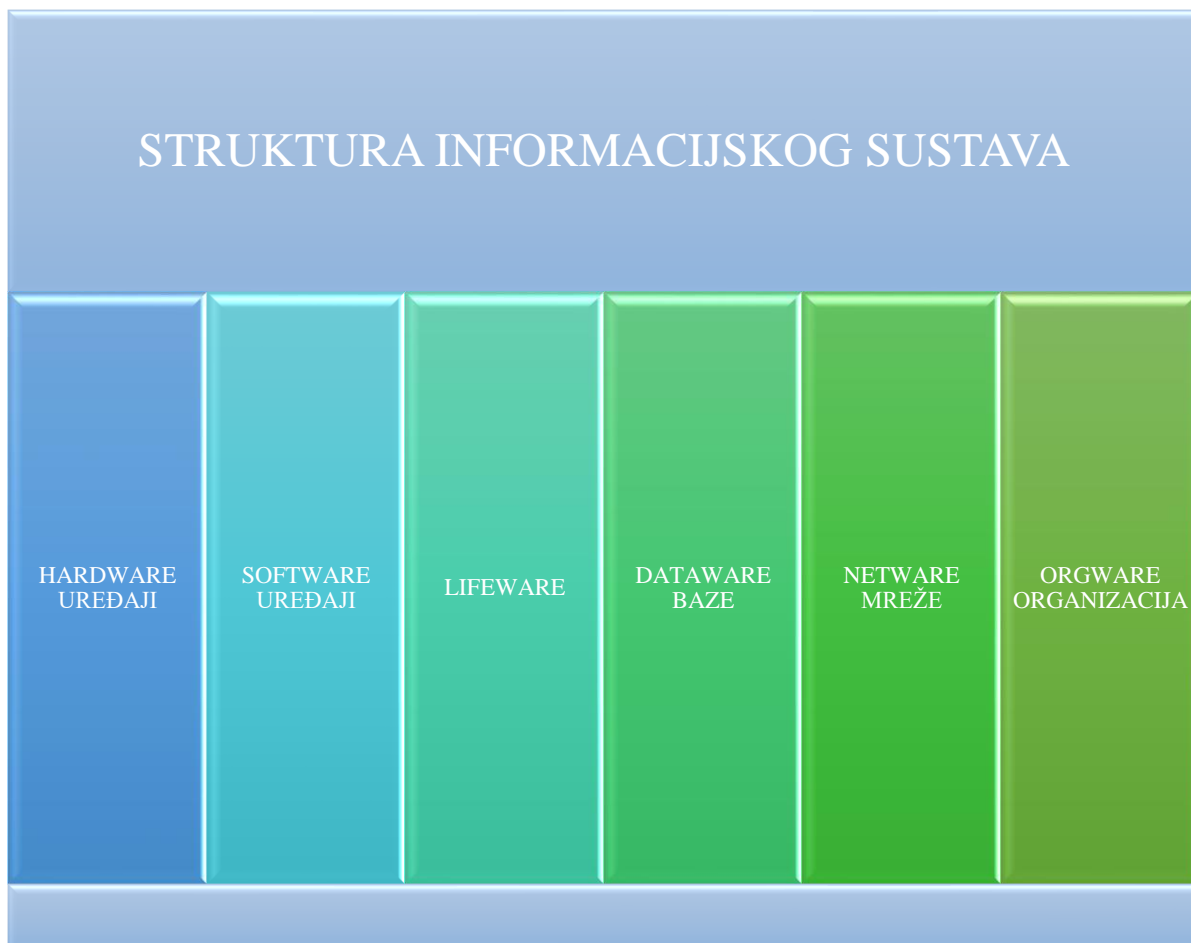 STRUKTURA INFORMACIJSKOG SUSTAVA
HARDWARE
UREĐAJI
SOFTWARE
UREĐAJI
LIFEWARE
DATAWARE
BAZE
NETWARE
MREŽE
ORGWARE
ORGANIZACIJA